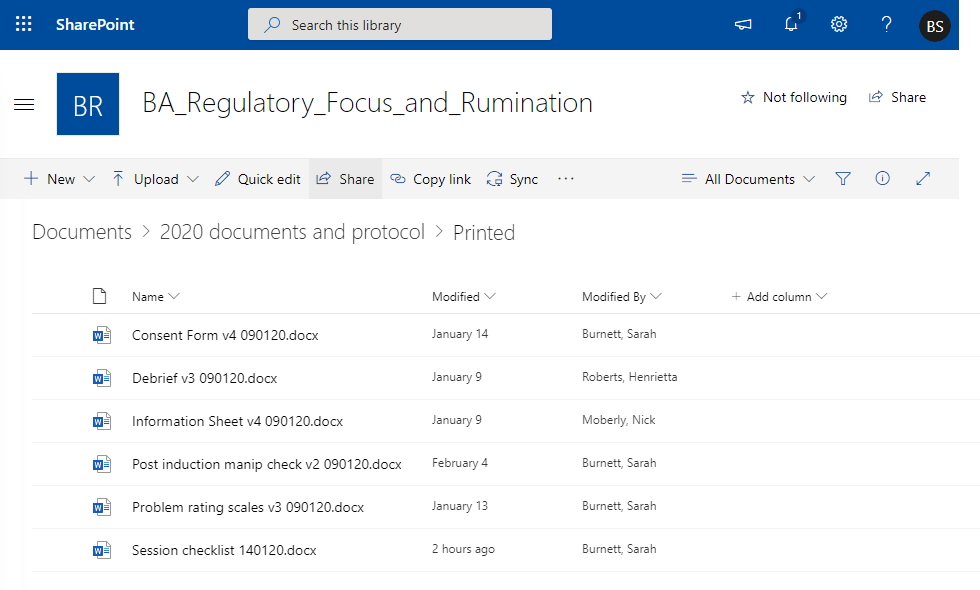 SharePoint Search this library 1 ? BS
BR BA_Regulatory_Focus_and_Rumination Not following Share
New Upload Quick edit Share Copy link Sync ... All Documents
Documents > 2020 documents and protocol > Printed
Name Modified Modified By + Add column
Consent Form v4 090120.docx January 14 Burnett, Sarah
Debrief v3 090120.docx January 9 Roberts, Henrietta
Information Sheet v4 090120.docx January 9 Moberly, Nick
Post induction manip check v2 090120.docx February 4 Burnett, Sarah
Problem rating scales v3 090120.docx January 13 Burnett, Sarah
Session checklist 140120.docx 2 hours ago Burnett, Sarah